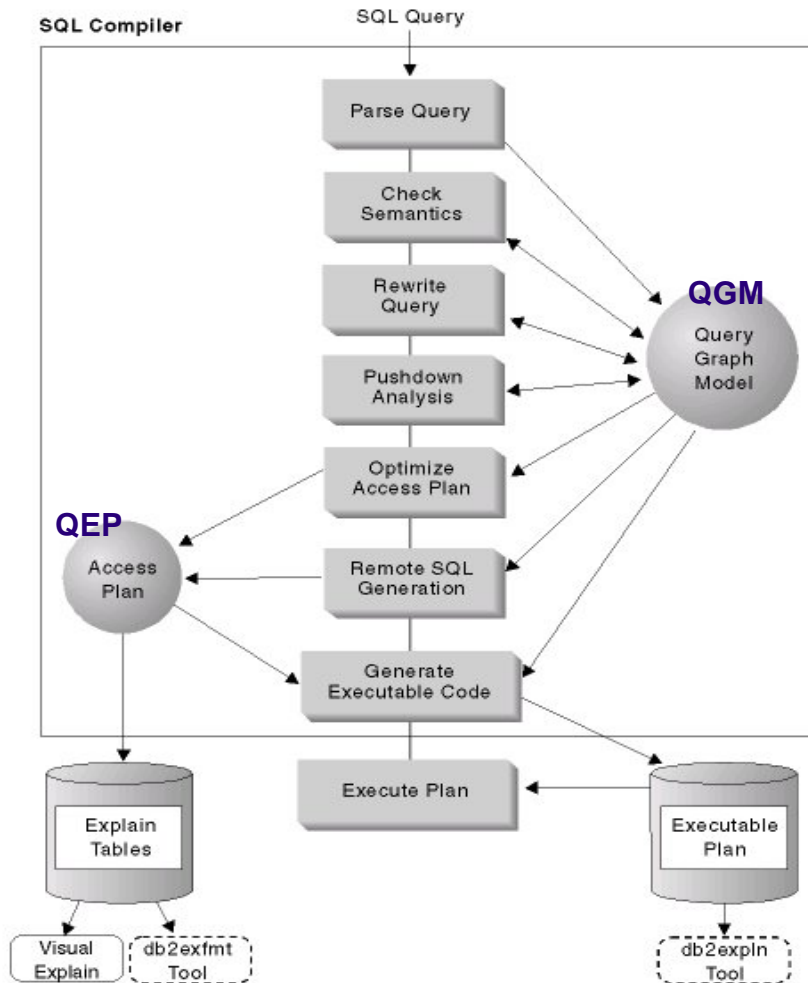 SQL Query
SQL Compiler
Parse Query
Check
Semantics
QGM
Rewrite
Query
Query
Graph
Model
Pushdown
Analysis
Optimize
Access Plan
QEP
Access
Plan
Remote SQL
Generation
Generate
Executable Code
Execute Plan
Explain
Tables
Executable
Plan
Visual
Explain
db2exfmt
Tool
db2expln
Tool